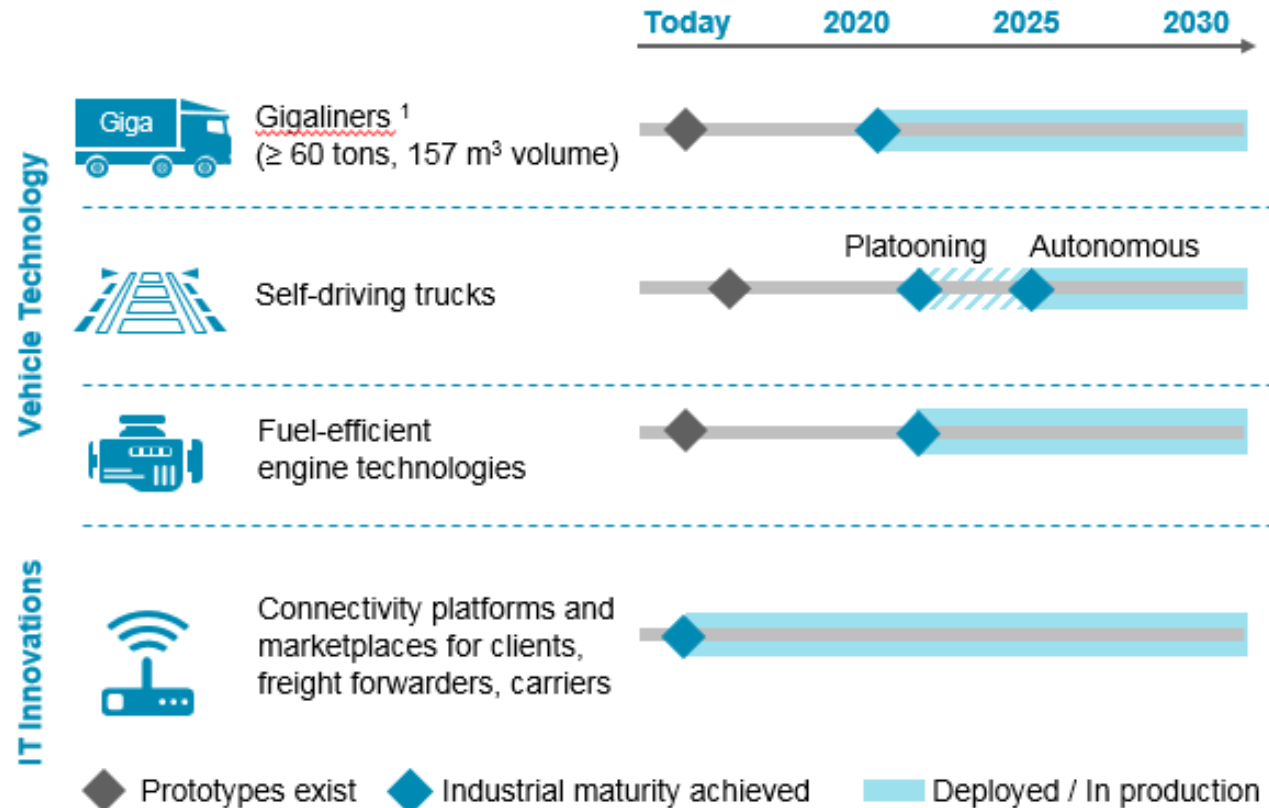 Today 2020 2025 2030
Vehicle Technology
Giga
Gigaliners ¹
(≥ 60 tons, 157 m³ volume)
Platooning Autonomous
Self-driving trucks
Fuel-efficient
engine technologies
IT Innovations
Connectivity platforms and
marketplaces for clients,
freight forwarders, carriers
Prototypes exist Industrial maturity achieved Deployed / In production